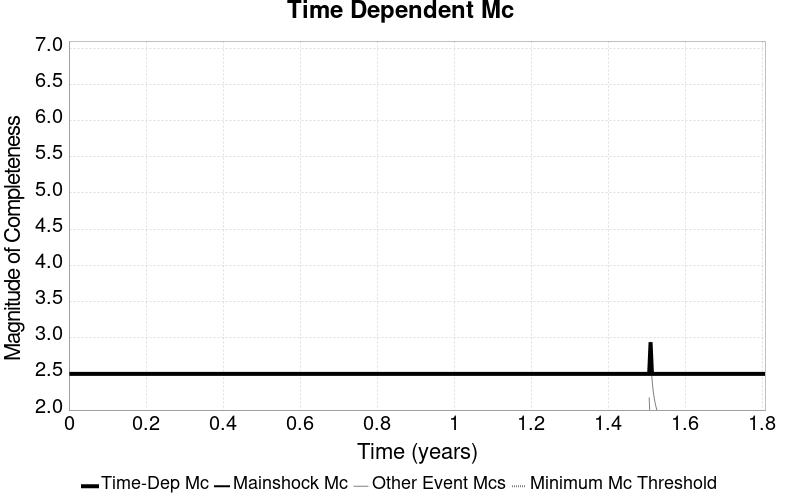 Time Dependent Mc
Magnitude of Completeness
7.0
6.5
6.0
5.5
5.0
4.5
4.0
3.5
3.0
2.5
2.0
0 0.2 0.4 0.6 0.8 1 1.2 1.4 1.6 1.8
Time (years)
Time-Dep Mc Mainshock Mc Other Event Mcs Minimum Mc Threshold